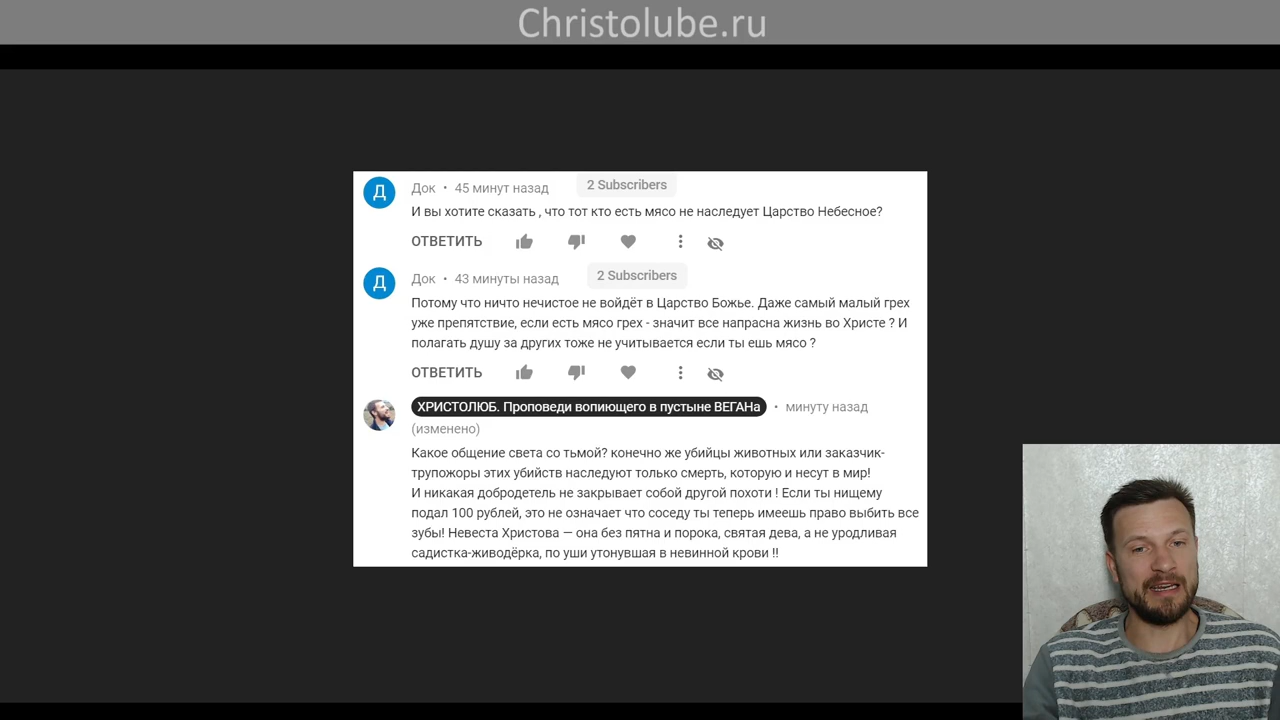 Christolube.ru
Док • 45 минут назад 2 Subscribers
И вы хотите сказать , что тот кто есть мясо не наследует Царство Небесное?
ОТВЕТИТЬ
Док • 43 минуты назад 2 Subscribers
Потому что ничто нечистое не войдёт в Царство Божье. Даже самый малый грех
уже препятствие, если есть мясо грех - значит все напрасна жизнь во Христе ? И
полагать душу за других тоже не учитывается если ты ешь мясо ?
ОТВЕТИТЬ
ХРИСТОЛЮБ. Проповеди вопиющего в пустыне ВЕГАНа • минуту назад
(изменено)
Какое общение света со тьмой? конечно же убийцы животных или заказчик-
трупожоры этих убийств наследуют только смерть, которую и несут в мир!
И никакая добродетель не закрывает собой другой похоти ! Если ты нищему
подал 100 рублей, это не означает что соседу ты теперь имеешь право выбить все
зубы! Невеста Христова — она без пятна и порока, святая дева, а не уродливая
садистка-живодёрка, по уши утонувшая в невинной крови !!